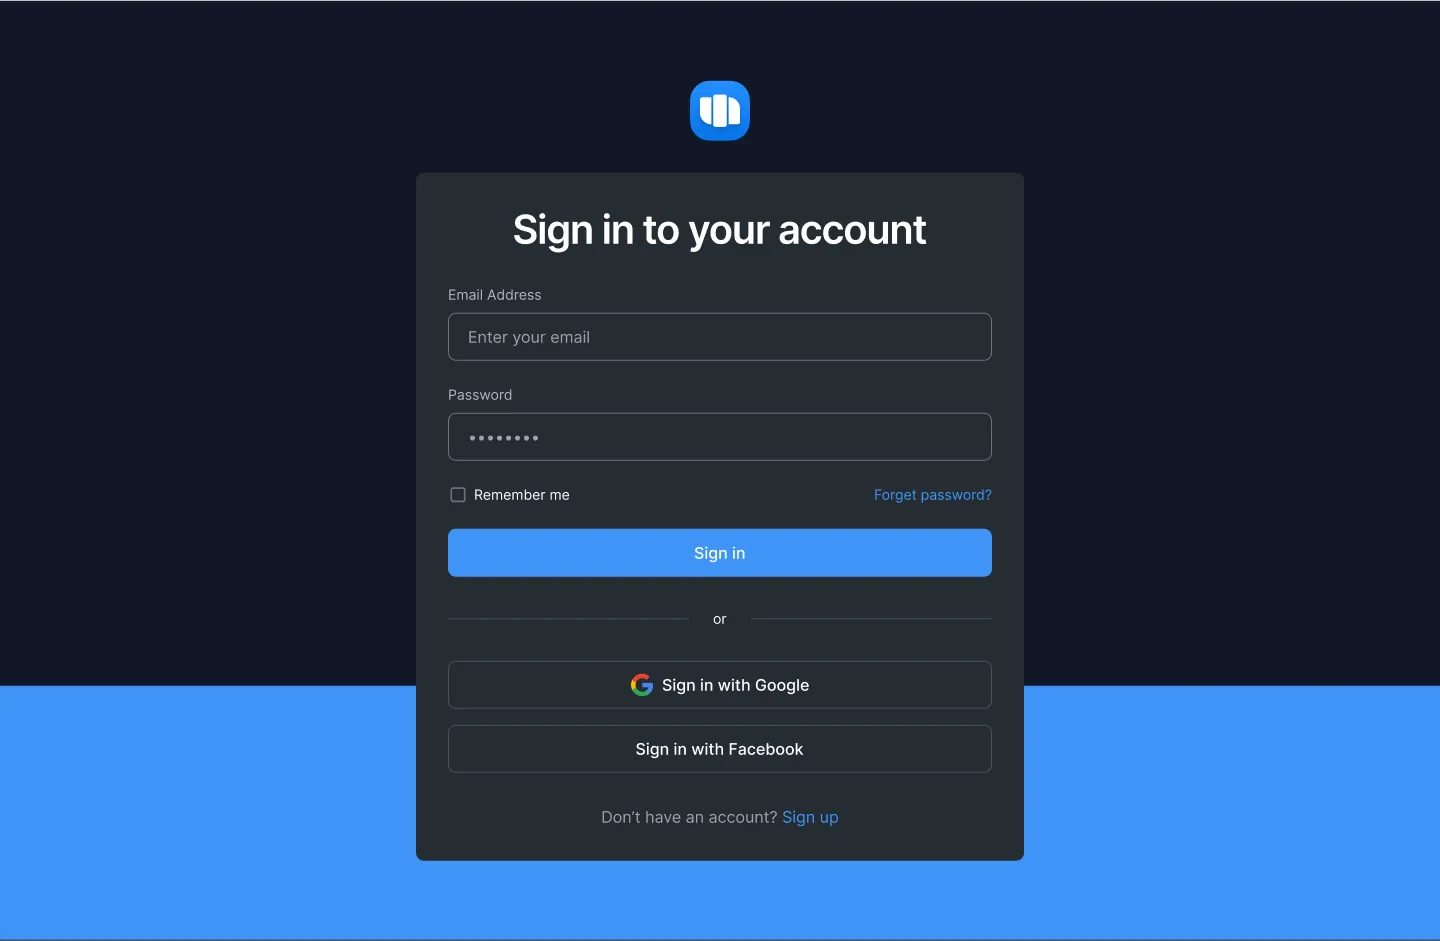 Sign in to your account
Email Address
Enter your email
Password
••••••••
Remember me
Forget password?
Sign in
or
Sign in with Google
Sign in with Facebook
Don’t have an account? Sign up